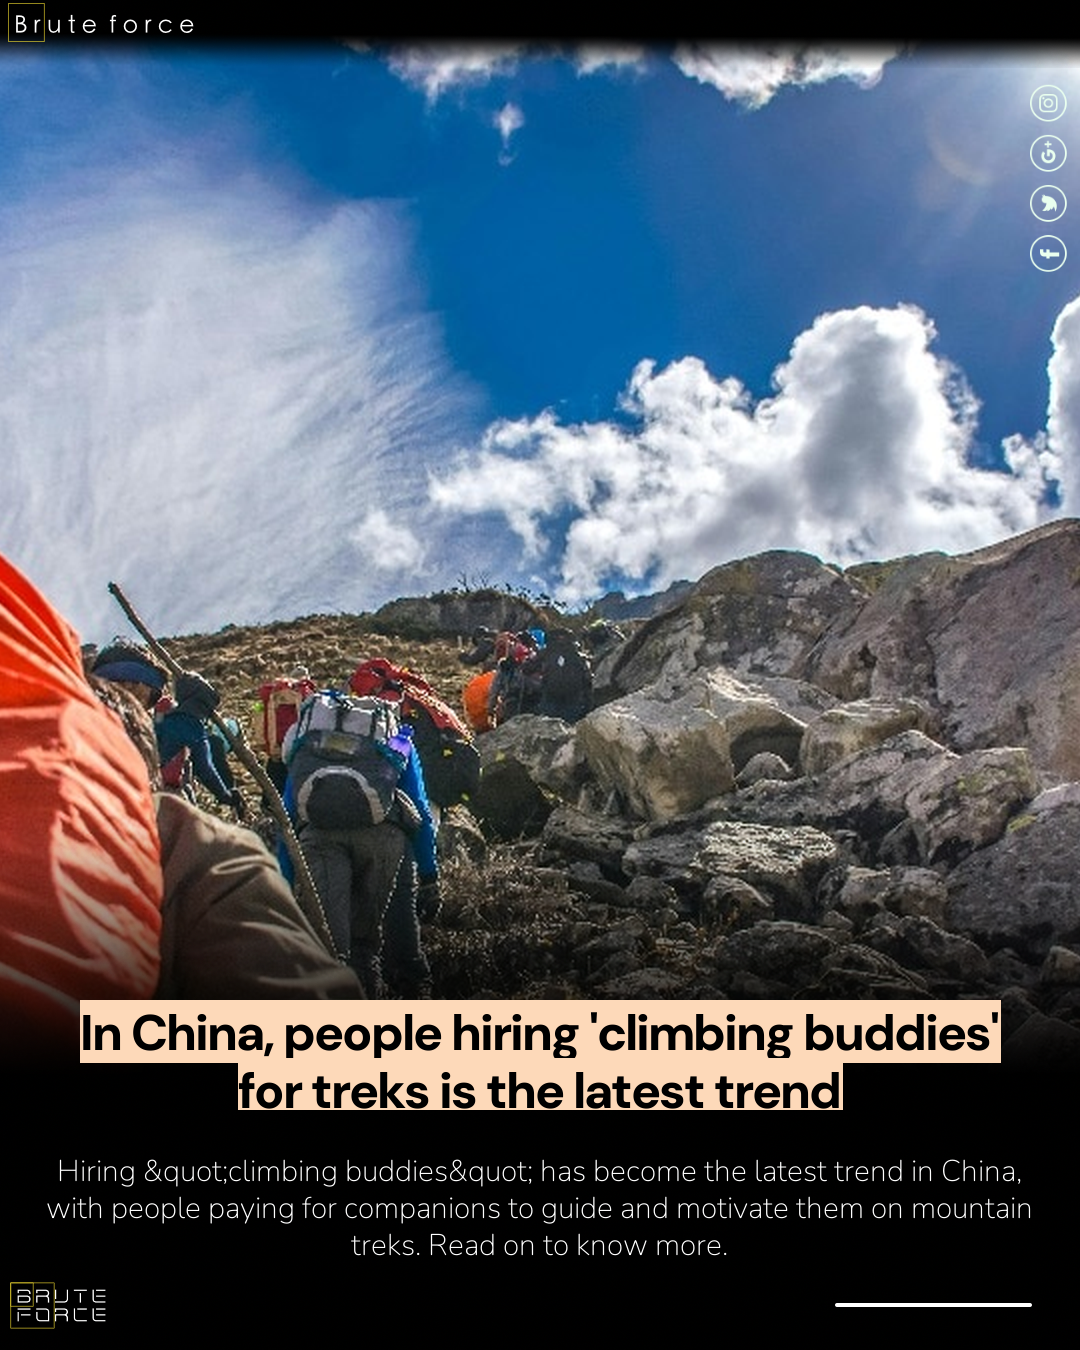 Brute force
In China, people hiring 'climbing buddies'
for treks is the latest trend
Hiring &quot;climbing buddies&quot; has become the latest trend in China,
with people paying for companions to guide and motivate them on mountain
treks. Read on to know more.
BRUTE
FORCE